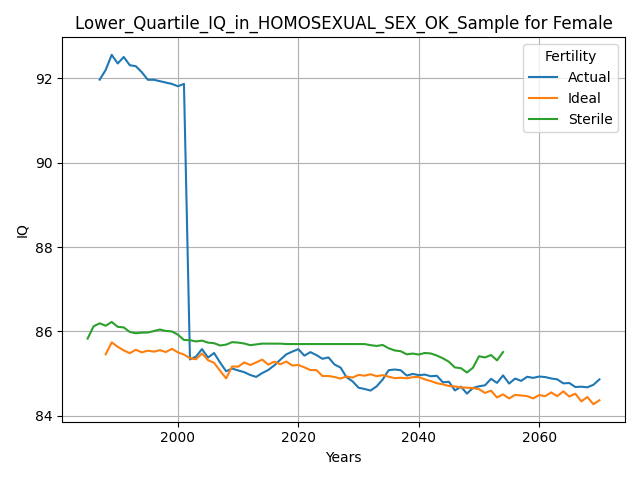 Lower_Quartile_IQ_in_HOMOSEXUAL_SEX_OK_Sample for Female
Fertility
Actual
Ideal
Sterile
92
90
88
86
84
IQ
2000
2020
2040
2060
Years